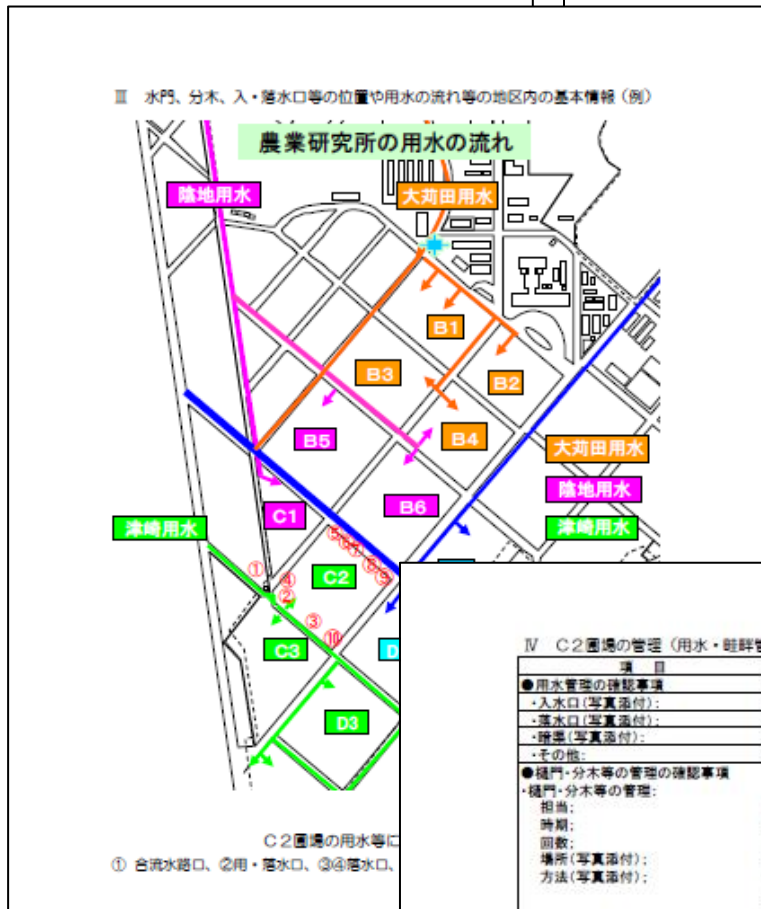 Ⅲ 水門、分木、入・落水口等の位置や用水の流れ等の地区内の基本情報（例）
農業研究所の用水の流れ
陰地用水
大苅田用水
B1
B3
B2
B5
B4
大苅田用水
陰地用水
B6
C1
津崎用水
津崎用水
⑤⑥⑦⑧⑨
①
④
C2
②
③
⑩
C3
D
D3
C2圃場の用水等に
① 合流水路口、②用・落水口、③④落水口、
Ⅳ C2圃場の管理（用水・畦畔管
項 目
●用水管理の確認事項
・入水口(写真添付)：
・落水口(写真添付)：
・暗渠(写真添付)：
・その他：
●樋門・分木等の管理の確認事項
・樋門・分木等の管理：
担当；
時期；
回数；
場所(写真添付)；
方法(写真添付)；